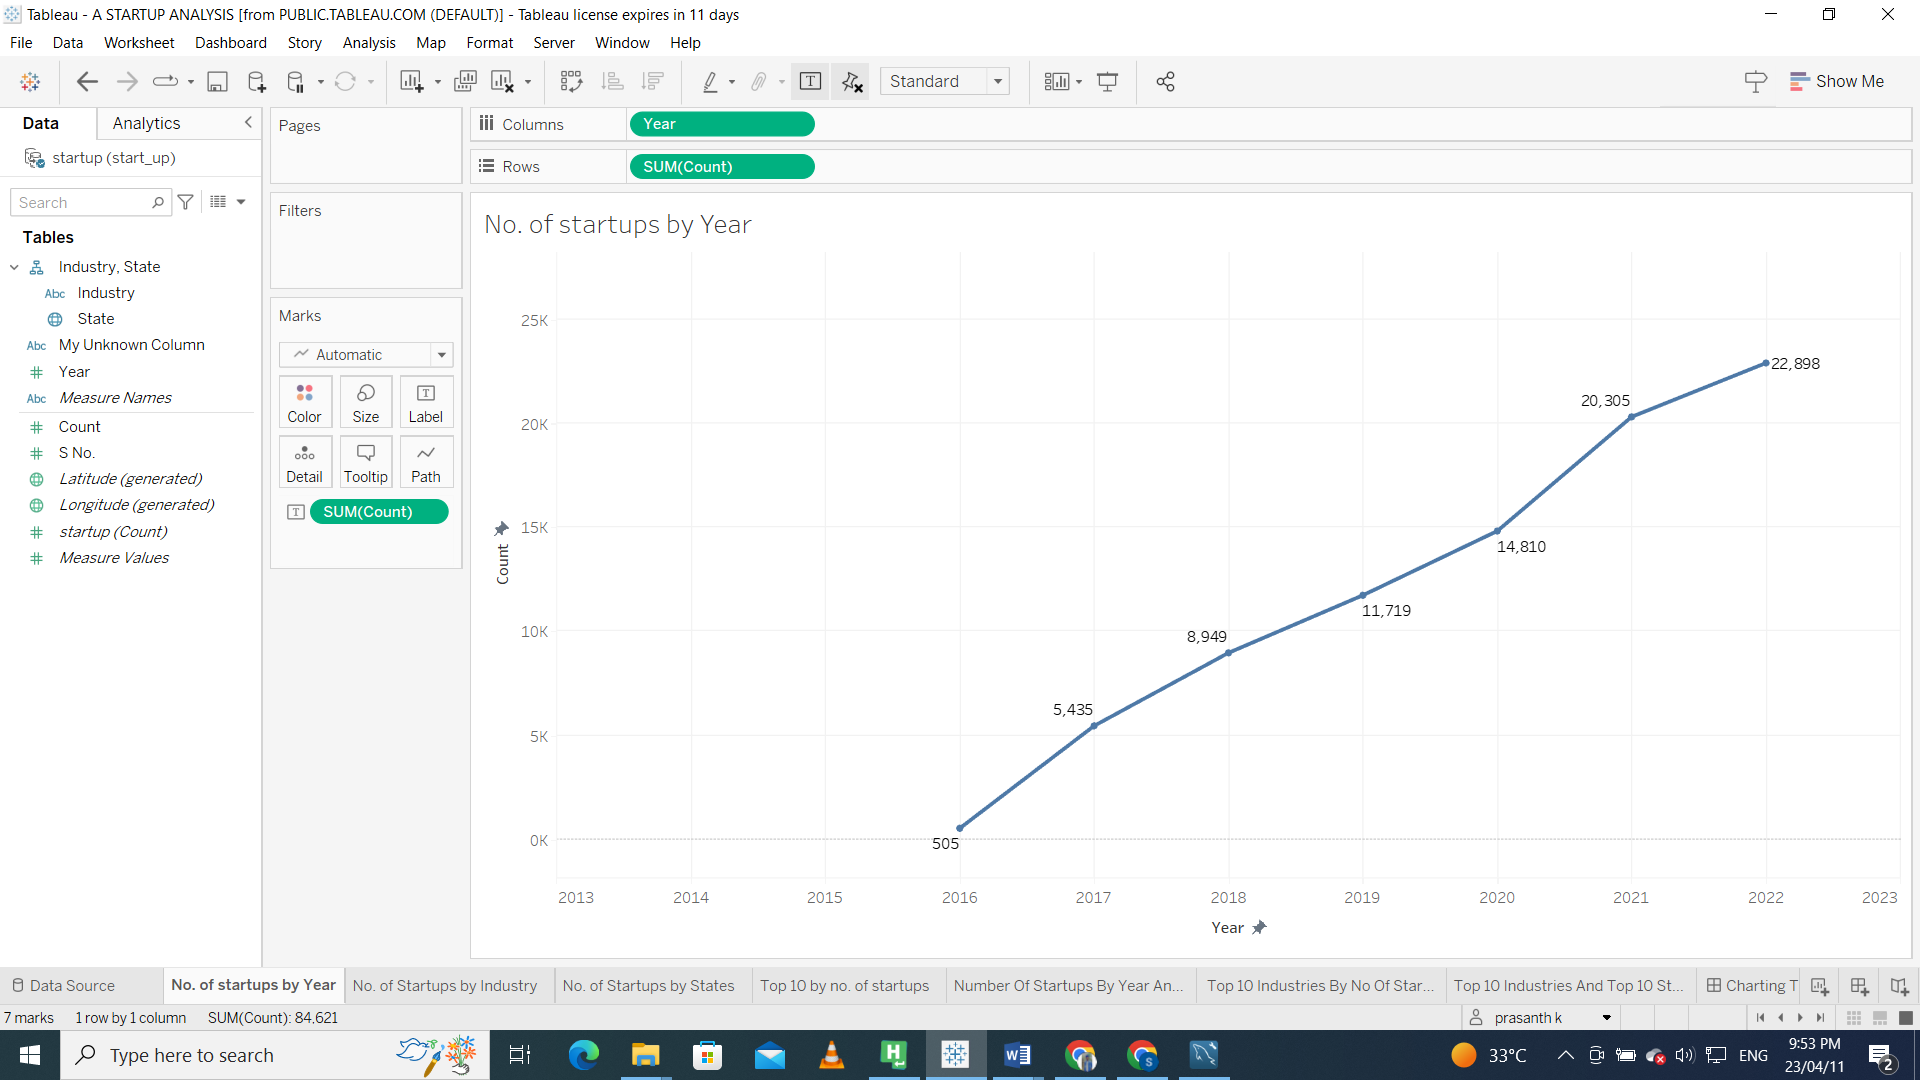 Tableau - A STARTUP ANALYSIS [from PUBLIC.TABLEAU.COM (DEFAULT)] - Tableau license expires in 11 days
File Data Worksheet Dashboard Story Analysis Map Format Server Window Help
Standard
Show Me
Data Analytics
startup (start_up)
Search
Tables
Industry, State
Abc Industry
State
Abc My Unknown Column
# Year
Abc Measure Names
# Count
# S No.
Latitude (generated)
Longitude (generated)
# startup (Count)
# Measure Values
Pages
Filters
Marks
Automatic
Color Size Label
Detail Tooltip Path
SUM(Count)
Columns Year
Rows SUM(Count)
No. of startups by Year
25K
20K
15K
10K
5K
0K
Count
22,898
20,305
14,810
11,719
8,949
5,435
505
2013 2014 2015 2016 2017 2018 2019 2020 2021 2022 2023
Year
Data Source No. of startups by Year No. of Startups by Industry No. of Startups by States Top 10 by no. of startups Number Of Startups By Year An... Top 10 Industries By No Of Star... Top 10 Industries And Top 10 St... Charting T
7 marks 1 row by 1 column SUM(Count): 84,621
prasanth k
Type here to search
33°C ENG
9:53 PM
23/04/11
2